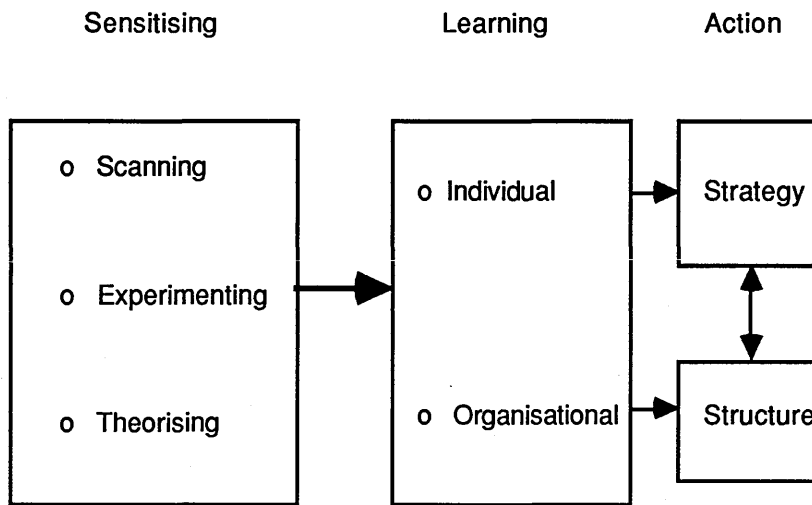 Sensitising Learning Action
o Scanning
o Individual
Strategy
o Experimenting
o Theorising
o Organisational
Structure